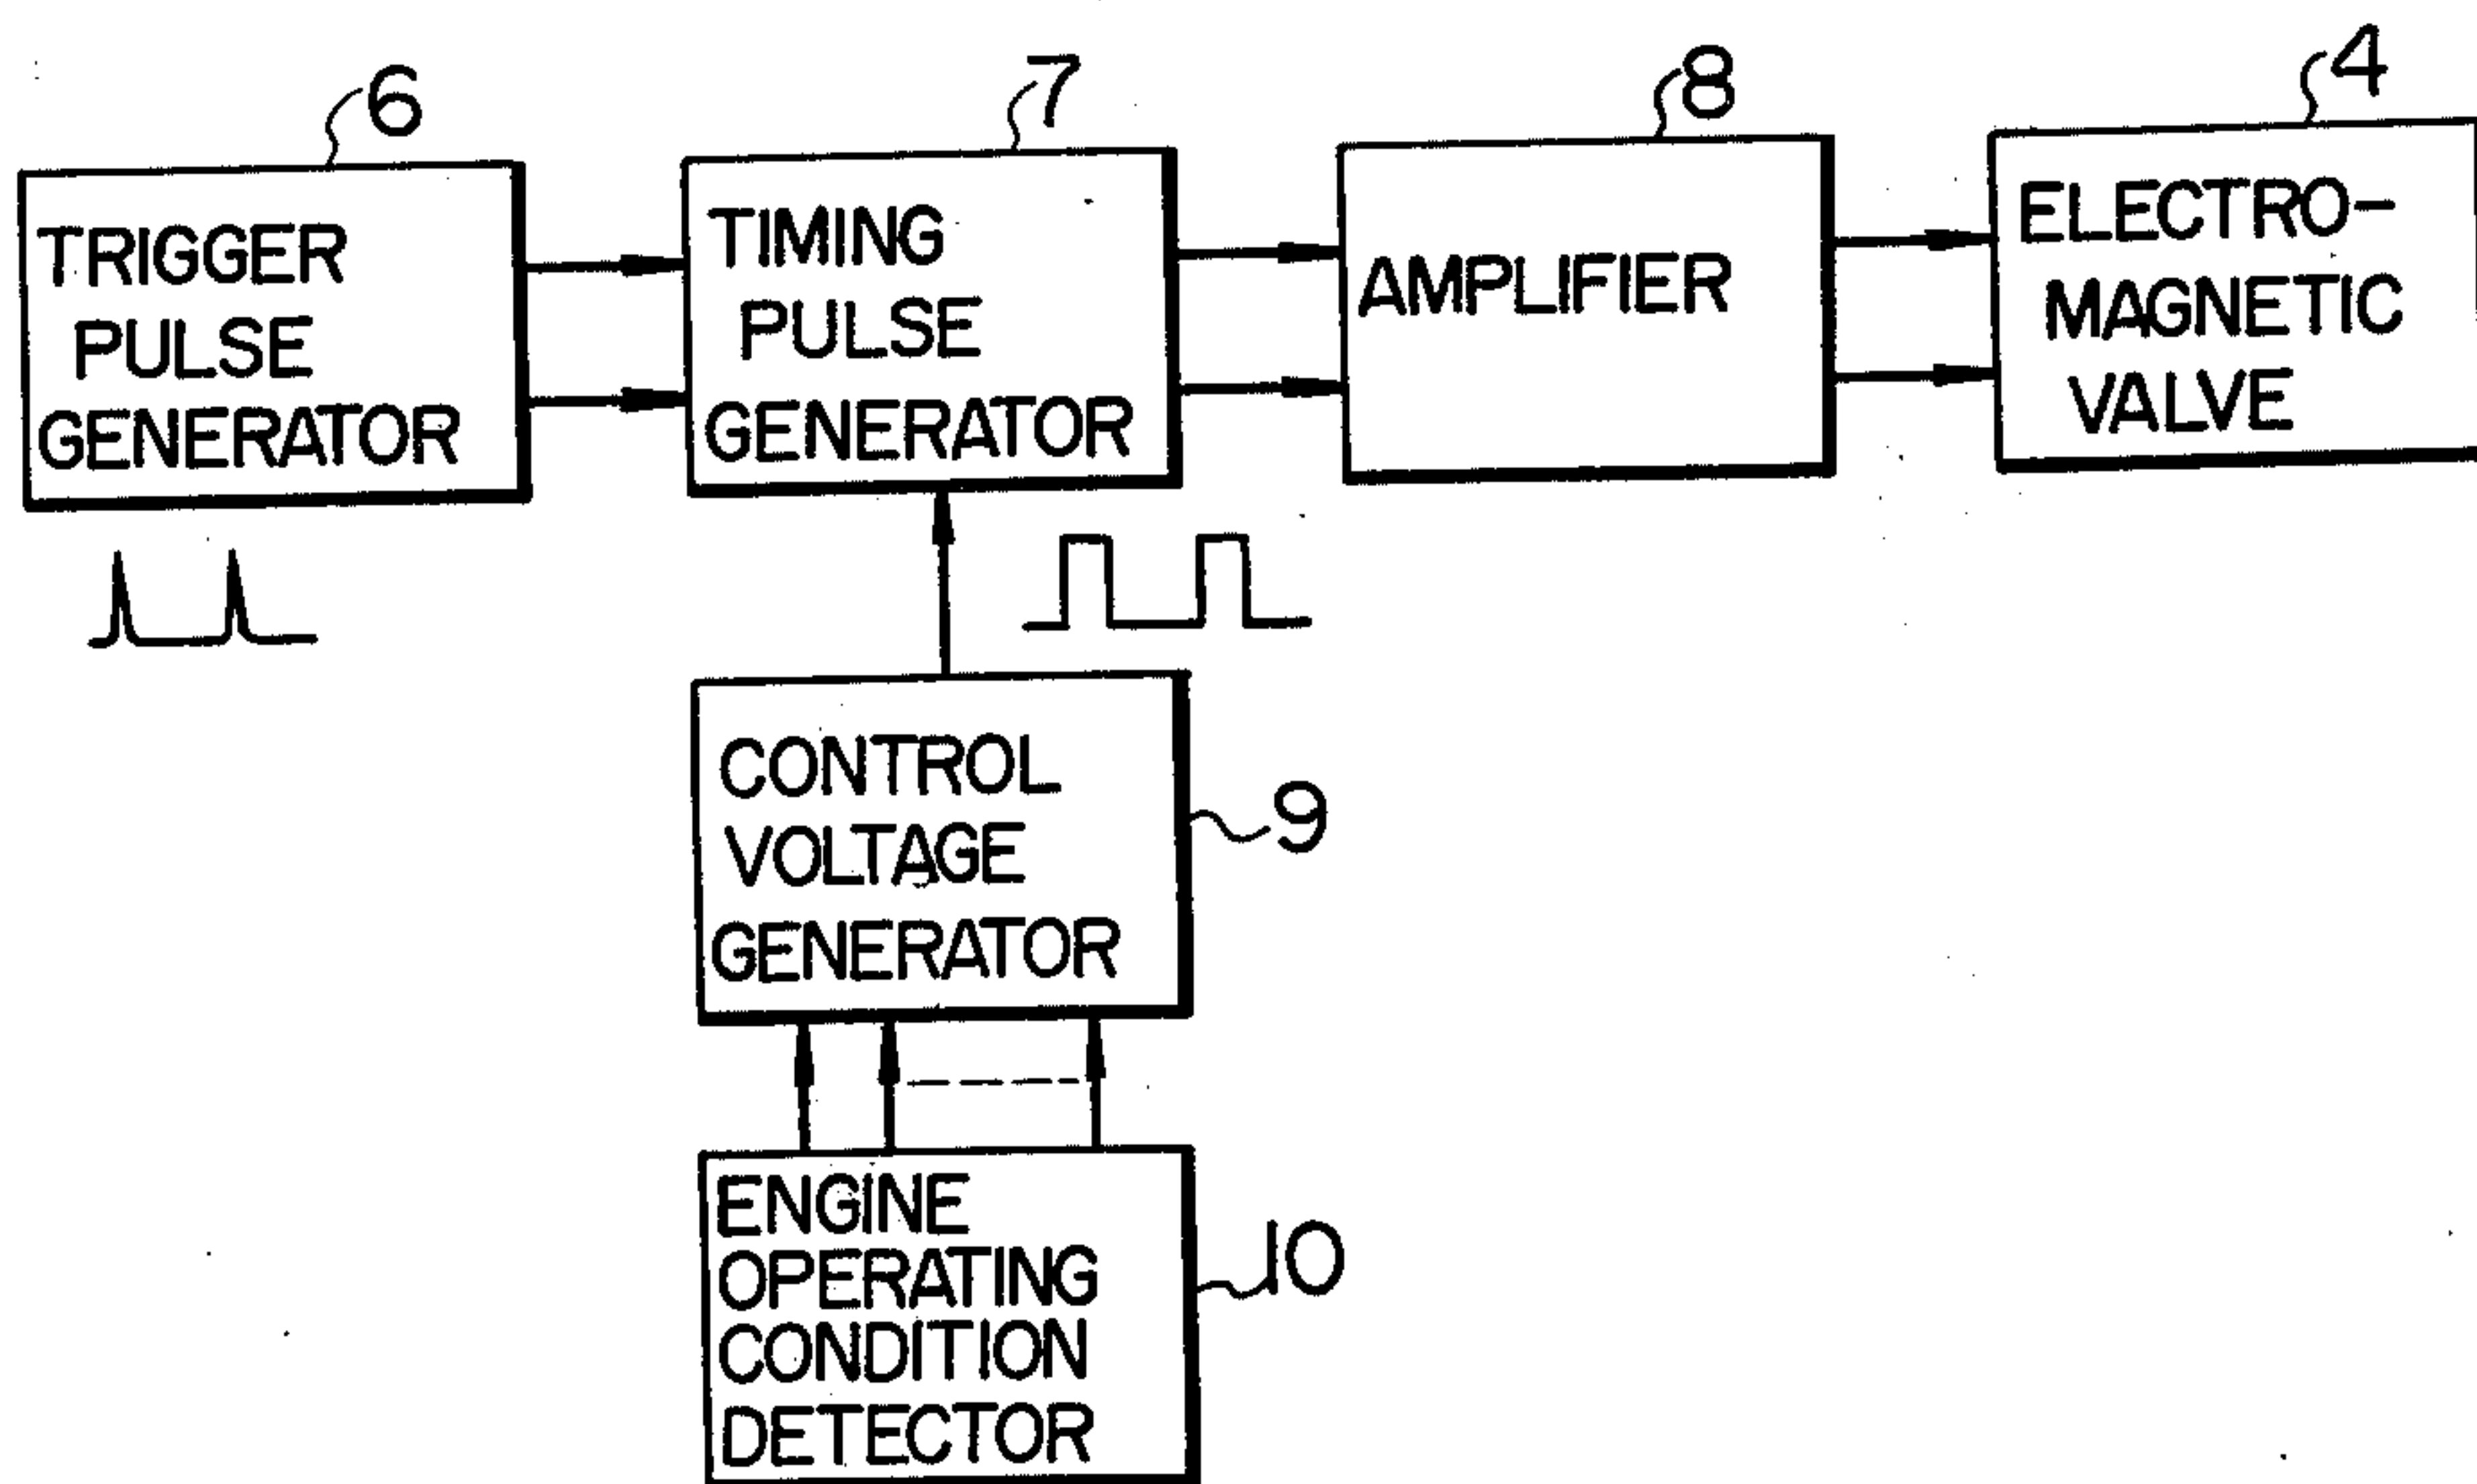 6
7
8
4
TRIGGER
PULSE
GENERATOR
TIMING
PULSE
GENERATOR
AMPLIFIER
ELECTRO-
MAGNETIC
VALVE
CONTROL
VOLTAGE
GENERATOR
9
ENGINE
OPERATING
CONDITION
DETECTOR
10